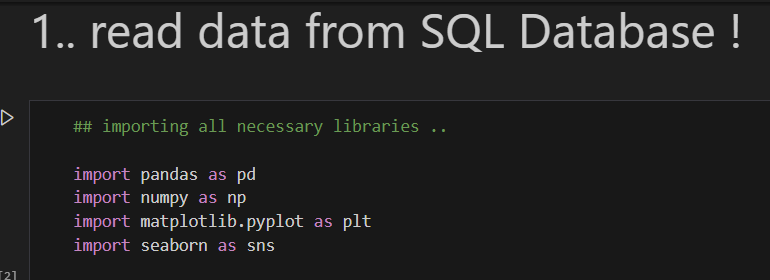 1.. read data from SQL Database !
## importing all necessary libraries ..
import pandas as pd
import numpy as np
import matplotlib.pyplot as plt
import seaborn as sns
[2]